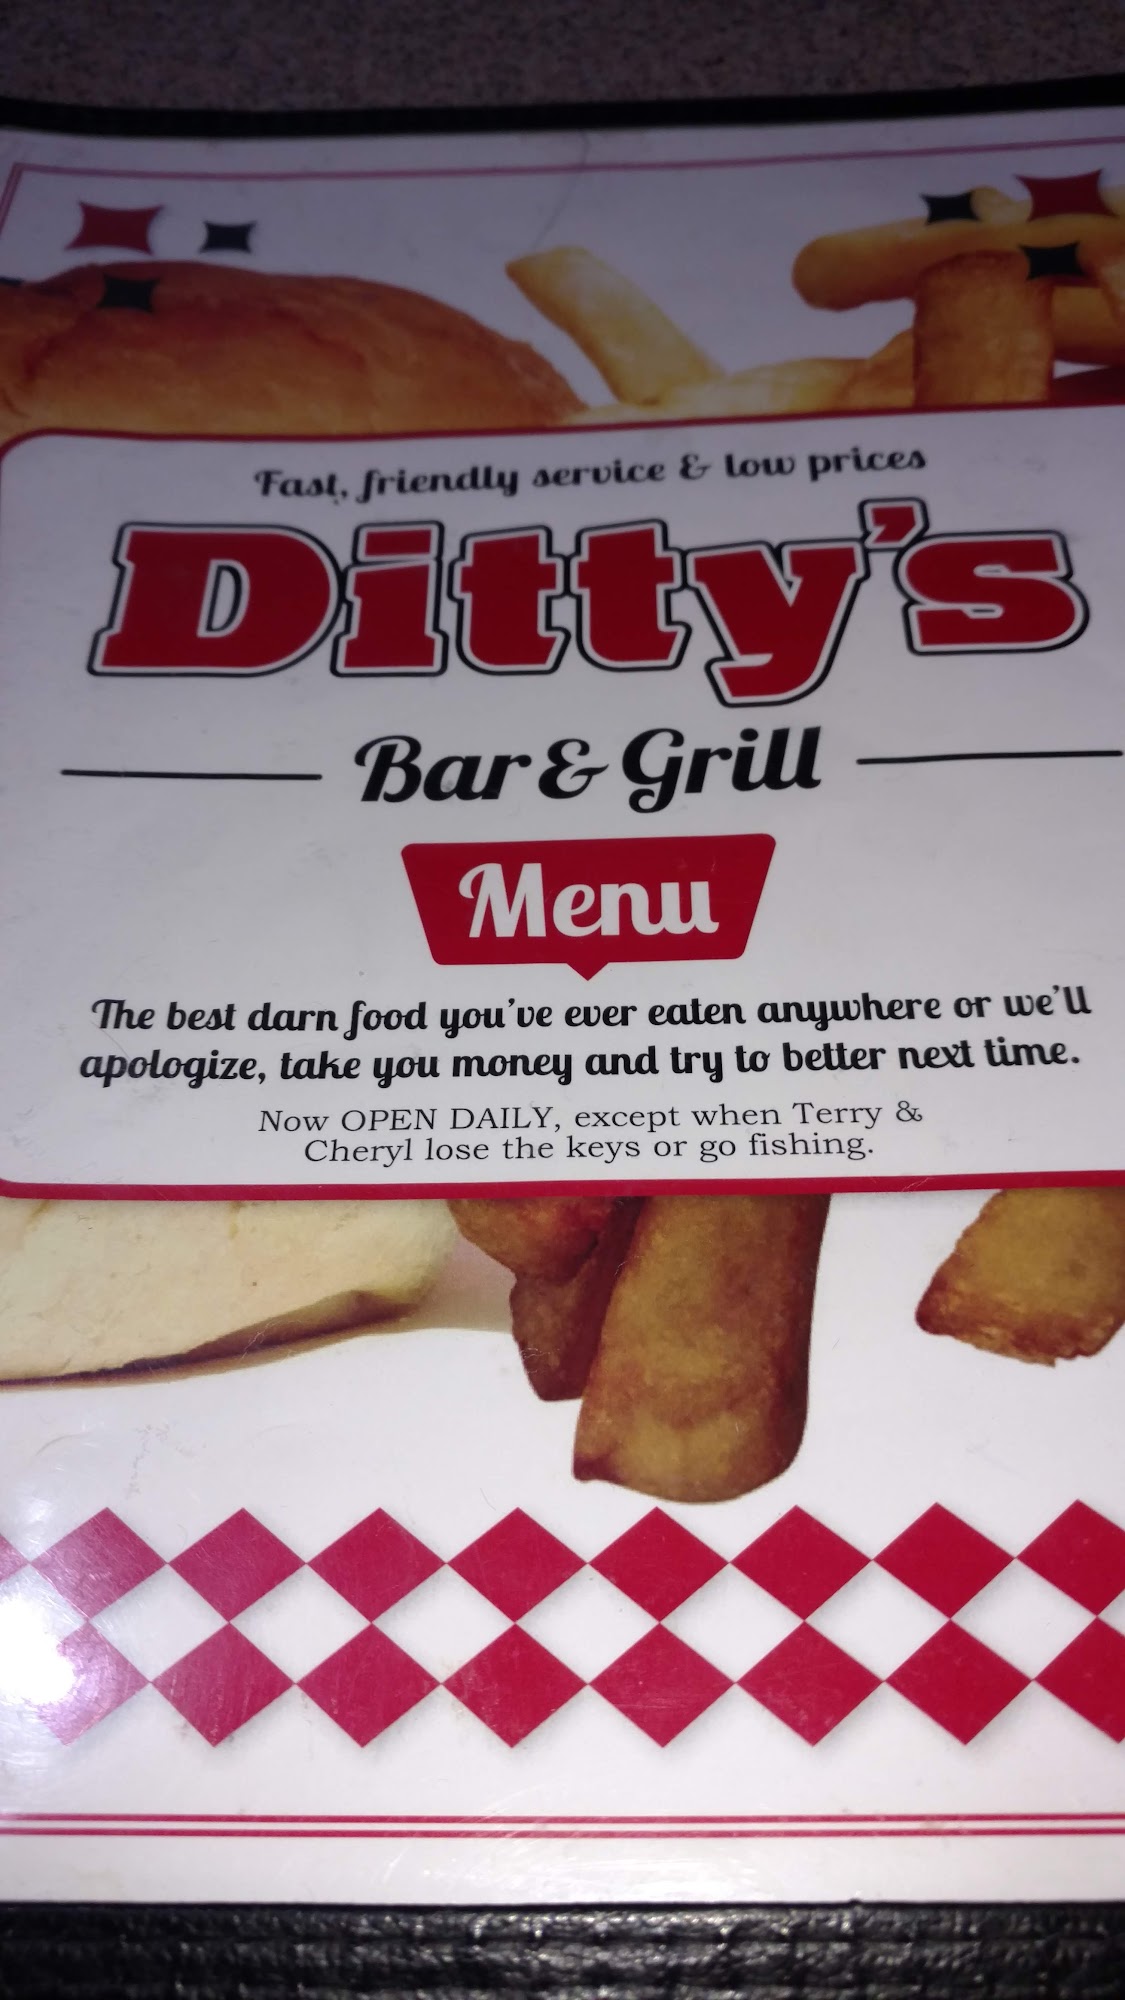 Fast, friendly service & low prices
Ditty's
Bar & Grill
Menu
The best darn food you've ever eaten anywhere or we'll
apologize, take you money and try to better next time.
Now OPEN DAILY, except when Terry &
Cheryl lose the keys or go fishing.